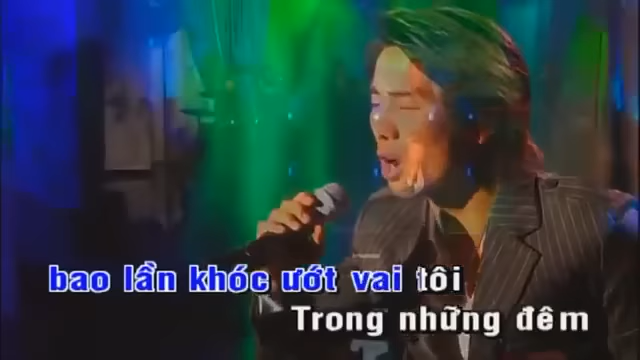 bao lần khóc ướt vai tôi
Trong những đêm